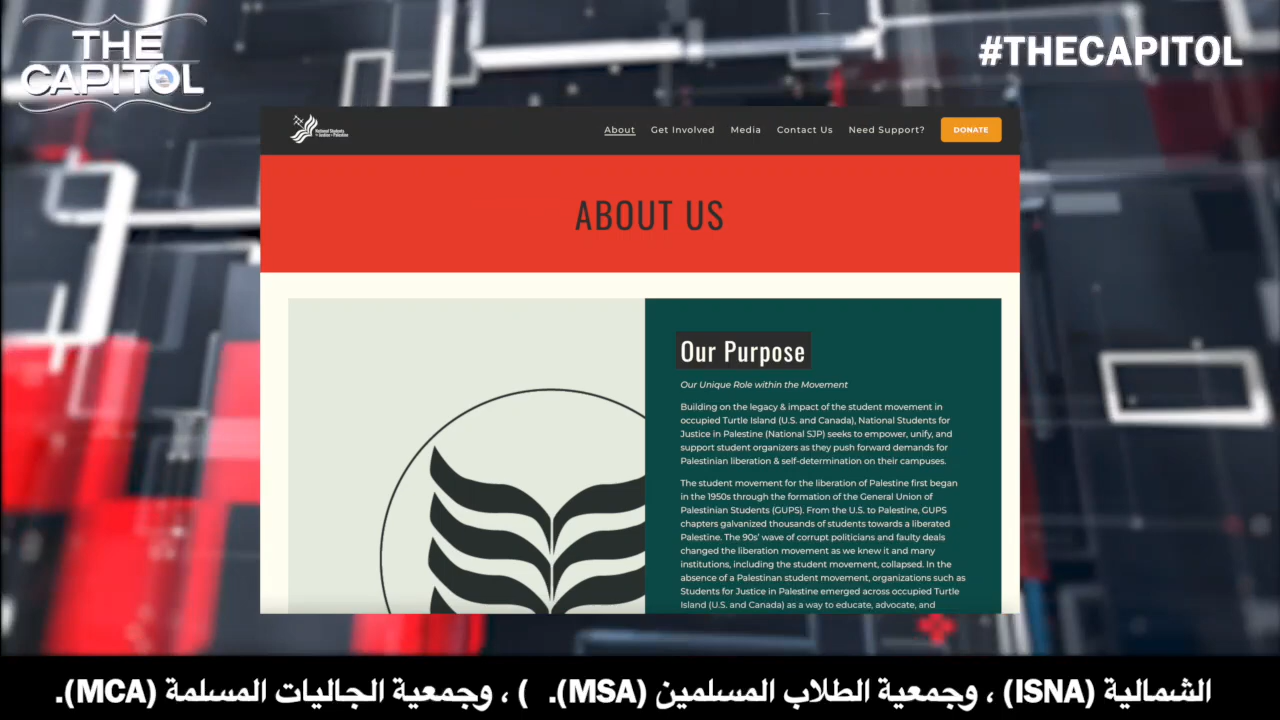 THE
CAPITOL
#THECAPITOL
National Students
for Justice in Palestine
About Get Involved Media Contact Us Need Support? DONATE
ABOUT US
Our Purpose
Our Unique Role within the Movement
Building on the legacy & impact of the student movement in
occupied Turtle Island (U.S. and Canada), National Students for
Justice in Palestine (National SJP) seeks to empower, unify, and
support student organizers as they push forward demands for
Palestinian liberation & self-determination on their campuses.
The student movement for the liberation of Palestine first began
in the 1950s through the formation of the General Union of
Palestinian Students (GUPS). From the U.S. to Palestine, GUPS
chapters galvanized thousands of students towards a liberated
Palestine. The 90s' wave of corrupt politicians and faulty deals
changed the liberation movement as we knew it and many
institutions, including the student movement, collapsed. In the
absence of a Palestinan student movement, organizations such as
Students for Justice in Palestine emerged across occupied Turtle
Island (U.S. and Canada) as a way to educate, advocate, and
الشمالية (ISNA) ، وجمعية الطلاب المسلمين (MSA). ) ، وجمعية الجاليات المسلمة (MCA).